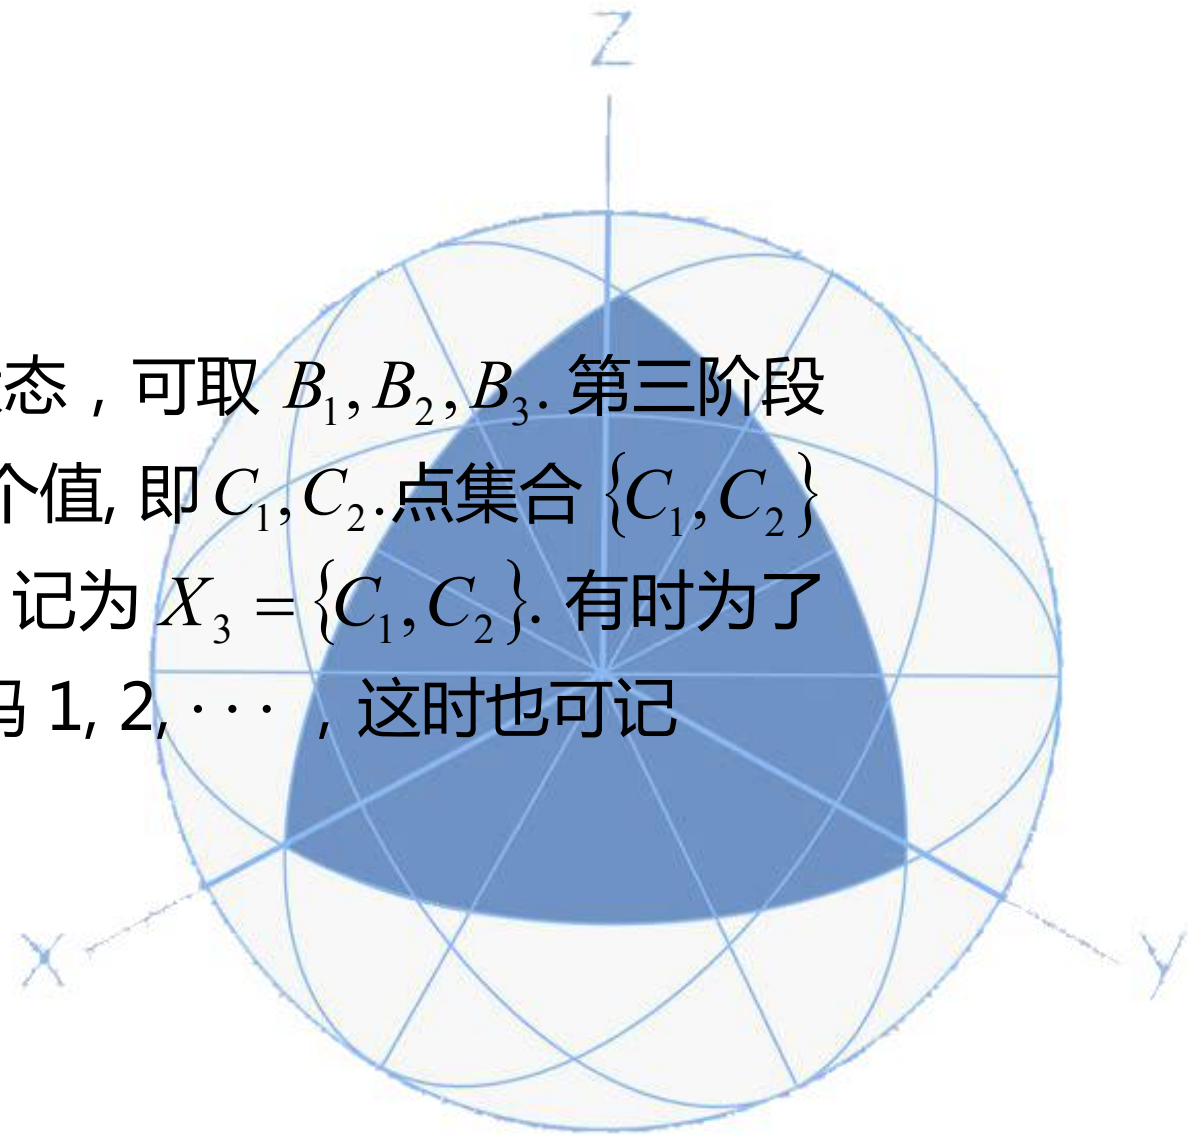 Z
态，可取 B₁, B₂, B₃. 第三阶段
个值, 即 C₁, C₂. 点集合 {C₁, C₂}
记为 X₃ = {C₁, C₂}. 有时为了
码 1, 2, · · · ，这时也可记
X
Y